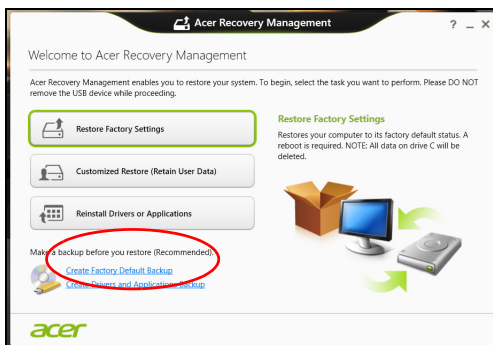 Acer Recovery Management
Welcome to Acer Recovery Management
Acer Recovery Management enables you to restore your system. To begin, select the task you want to perform. Please DO NOT
remove the USB device while proceeding.
Restore Factory Settings
Customized Restore (Retain User Data)
Reinstall Drivers or Applications
Restore Factory Settings
Restores your computer to its factory default status. A
reboot is required. NOTE: All data on drive C will be
deleted.
Make a backup before you restore (Recommended).
Create Factory Default Backup
Create Drivers and Applications Backup
acer